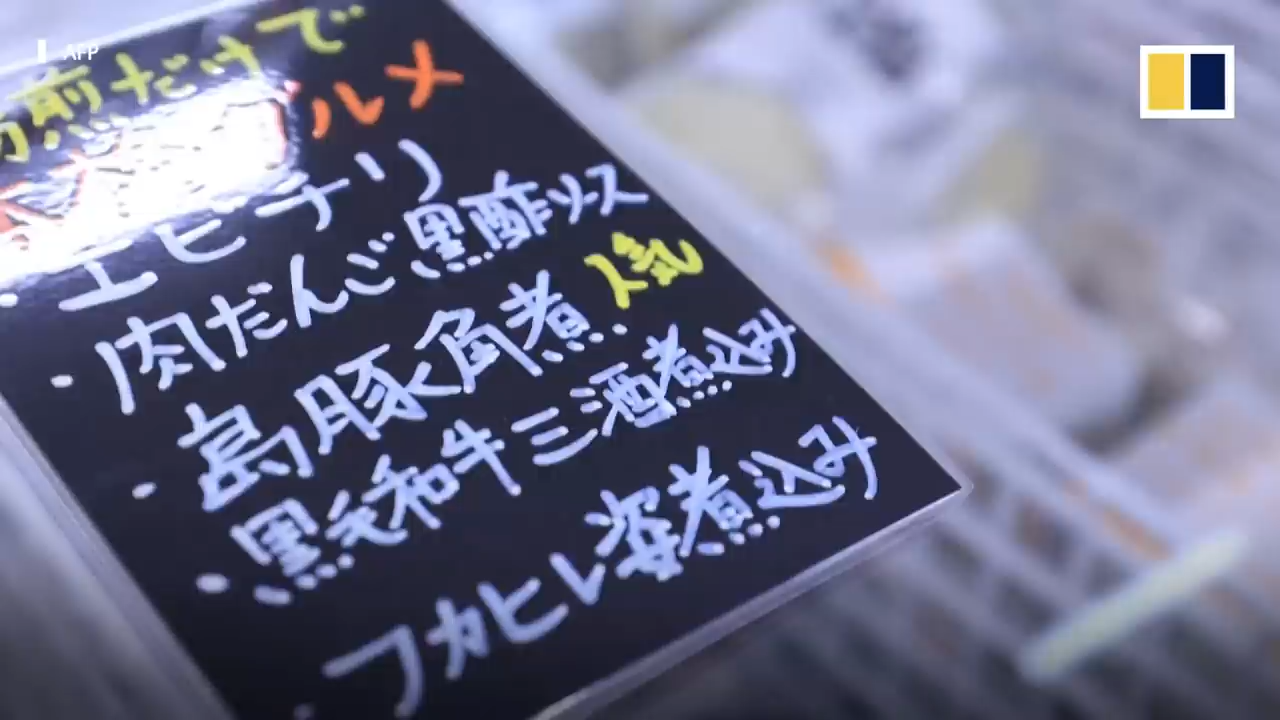 AFP
煎だけで
ルメ
・エビチリ
・肉だんご黒酢ソース
・島豚角煮 人気
・黒毛和牛三酒煮込み
・フカヒレ姿煮込み